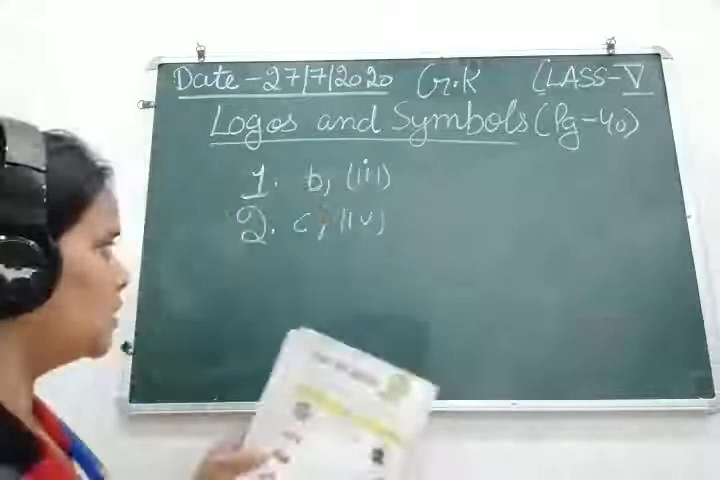 Date - 27/7/2020 G.K CLASS-V
Logos and Symbols (Pg-40)
1. b, (iii)
2. c, (iv)